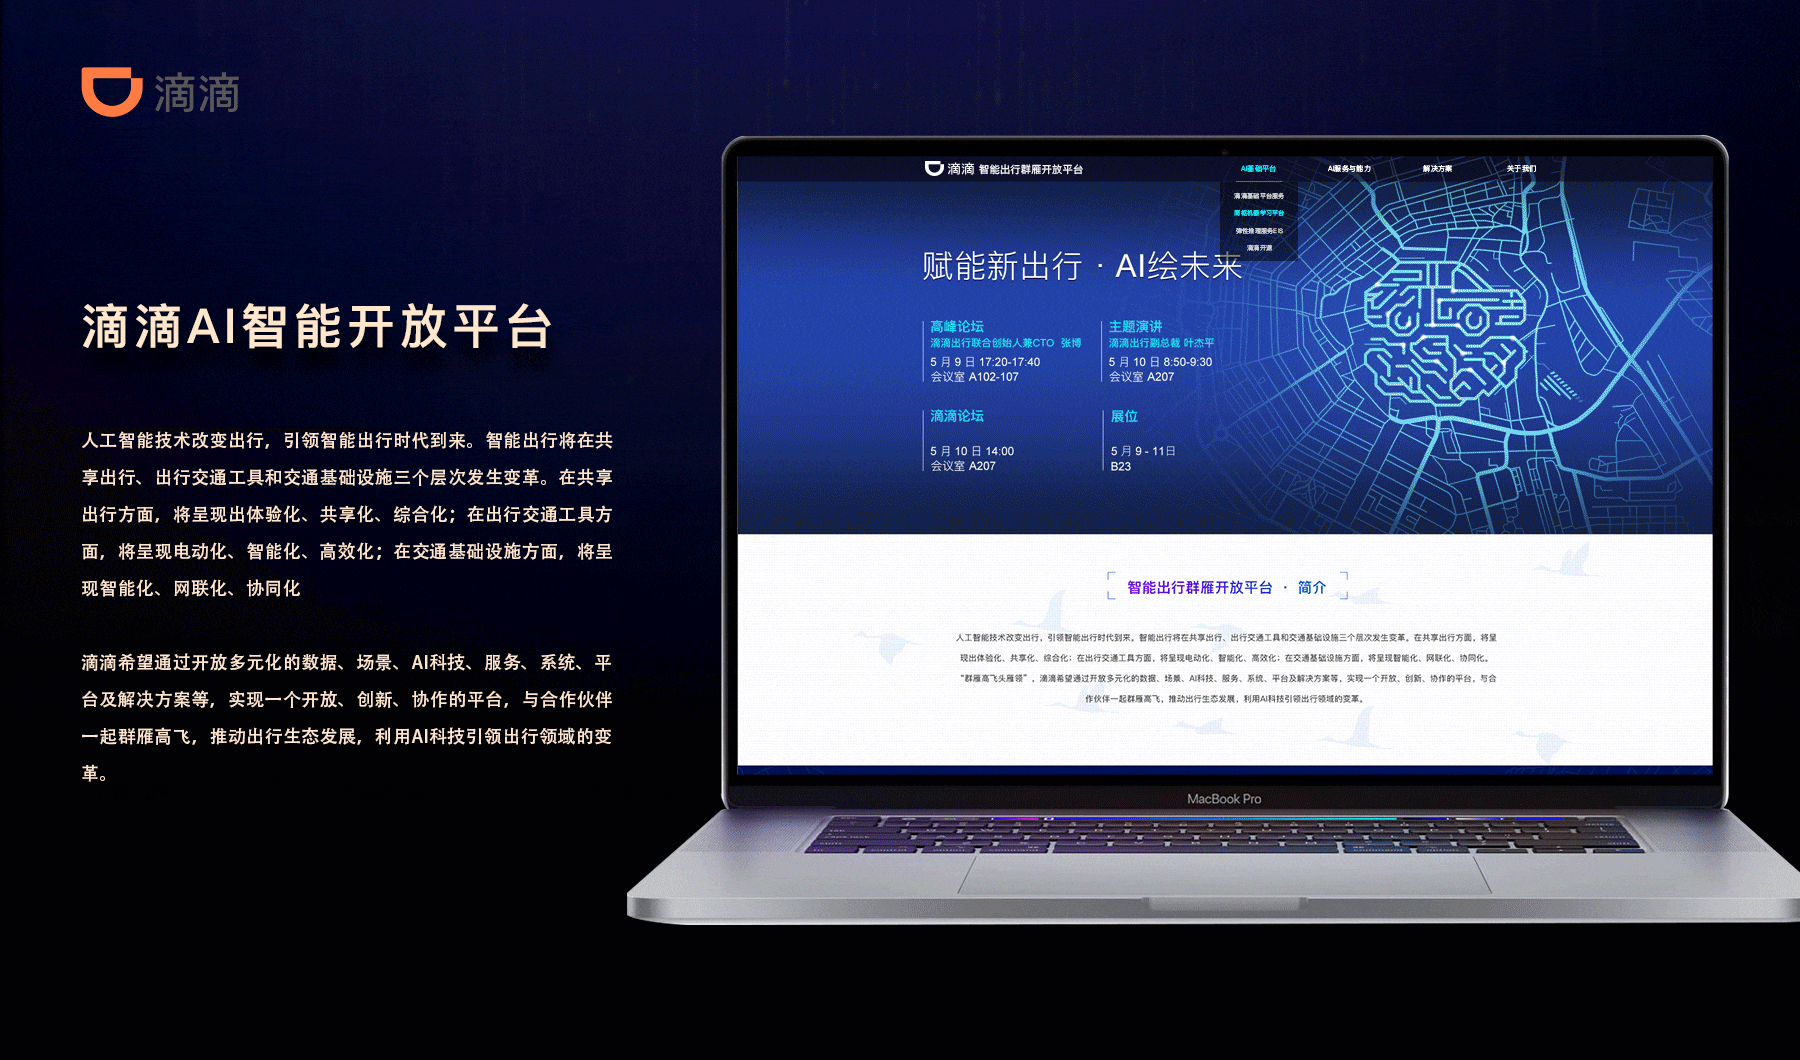 滴滴
滴滴AI智能开放平台
人工智能技术改变出行，引领智能出行时代到来。智能出行将在共
享出行、出行交通工具和交通基础设施三个层次发生变革。在共享
出行方面，将呈现出体验化、共享化、综合化；在出行交通工具方
面，将呈现电动化、智能化、高效化；在交通基础设施方面，将呈
现智能化、网联化、协同化
滴滴希望通过开放多元化的数据、场景、AI科技、服务、系统、平
台及解决方案等，实现一个开放、创新、协作的平台，与合作伙伴
一起群雁高飞，推动出行生态发展，利用AI科技引领出行领域的变
革。
滴滴 智能出行群雁开放平台
AI基础平台 AI服务与能力 解决方案 关于我们
滴滴基础平台服务
简枢机器学习平台
弹性推理服务EIS
滴滴开源
赋能新出行 · AI绘未来
高峰论坛
滴滴出行联合创始人兼CTO 张博
5 月 9 日 17:20-17:40
会议室 A102-107
主题演讲
滴滴出行副总裁 叶杰平
5 月 10 日 8:50-9:30
会议室 A207
滴滴论坛
5 月 10 日 14:00
会议室 A207
展位
5 月 9 - 11日
B23
智能出行群雁开放平台 · 简介
人工智能技术改变出行，引领智能出行时代到来。智能出行将在共享出行、出行交通工具和交通基础设施三个层次发生变革。在共享出行方面，将呈
现出体验化、共享化、综合化；在出行交通工具方面，将呈现电动化、智能化、高效化；在交通基础设施方面，将呈现智能化、网联化、协同化。
“群雁高飞头雁领”，滴滴希望通过开放多元化的数据、场景、AI科技、服务、系统、平台及解决方案等，实现一个开放、创新、协作的平台，与合
作伙伴一起群雁高飞，推动出行生态发展，利用AI科技引领出行领域的变革。
MacBook Pro